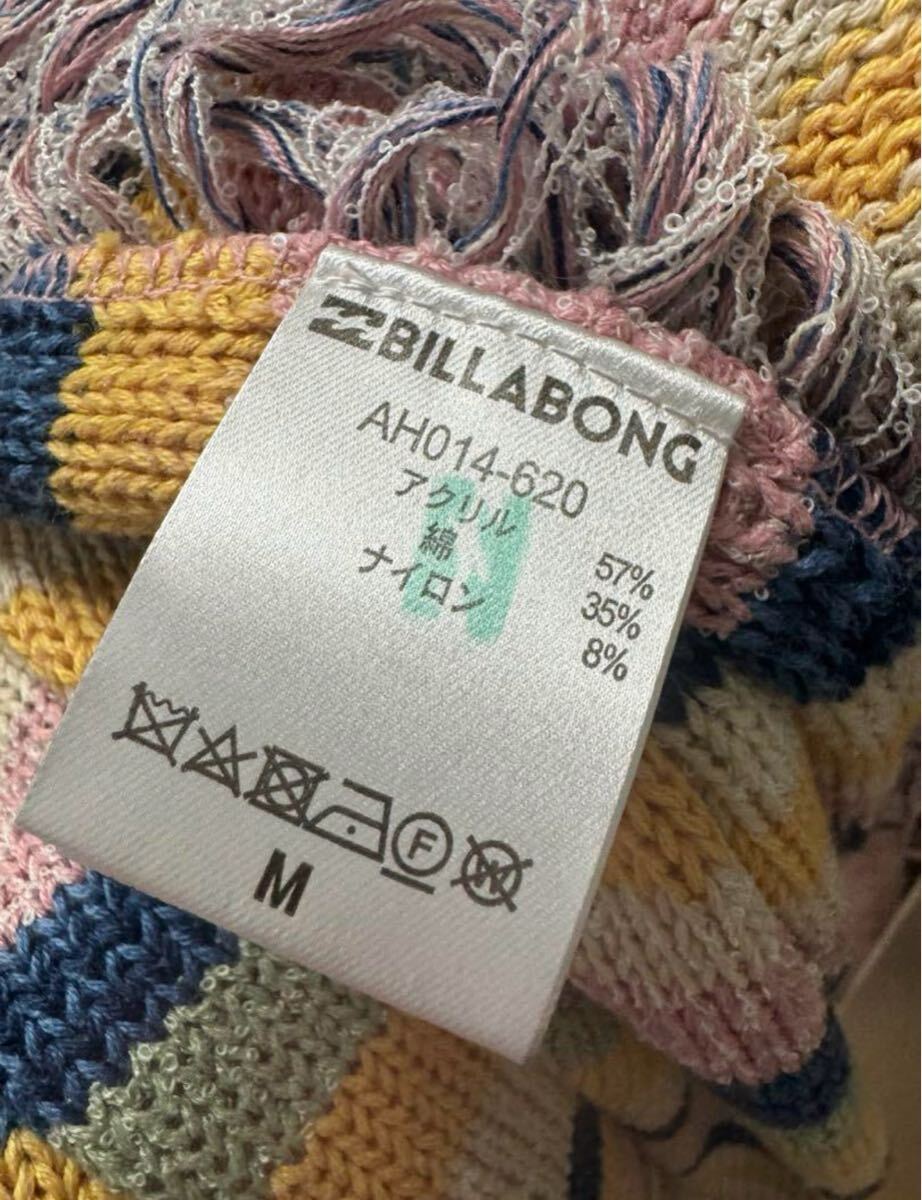 BILLABONG
AH014-620
アクリル 57%
綿 35%
ナイロン 8%
F
W
M